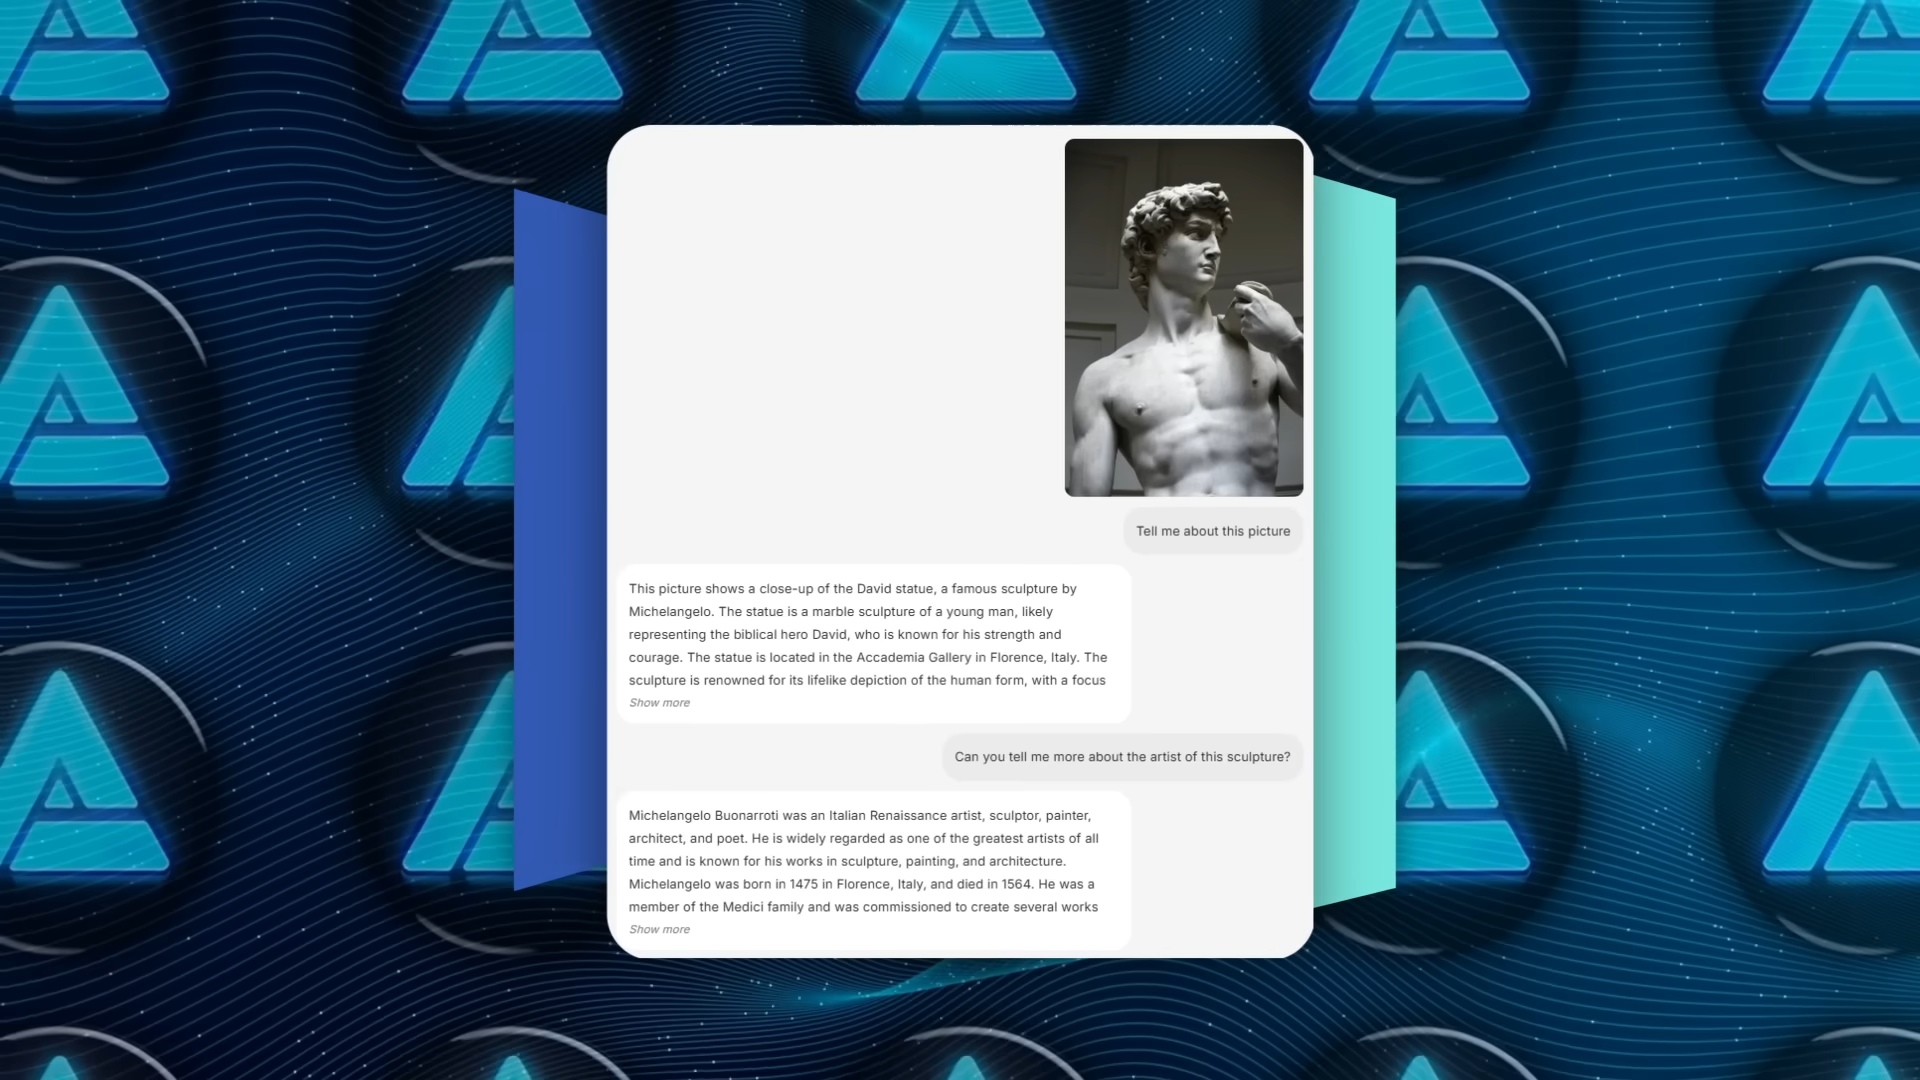 Tell me about this picture
This picture shows a close-up of the David statue, a famous sculpture by
Michelangelo. The statue is a marble sculpture of a young man, likely
representing the biblical hero David, who is known for his strength and
courage. The statue is located in the Accademia Gallery in Florence, Italy. The
sculpture is renowned for its lifelike depiction of the human form, with a focus
Show more
Can you tell me more about the artist of this sculpture?
Michelangelo Buonarroti was an Italian Renaissance artist, sculptor, painter,
architect, and poet. He is widely regarded as one of the greatest artists of all
time and is known for his works in sculpture, painting, and architecture.
Michelangelo was born in 1475 in Florence, Italy, and died in 1564. He was a
member of the Medici family and was commissioned to create several works
Show more